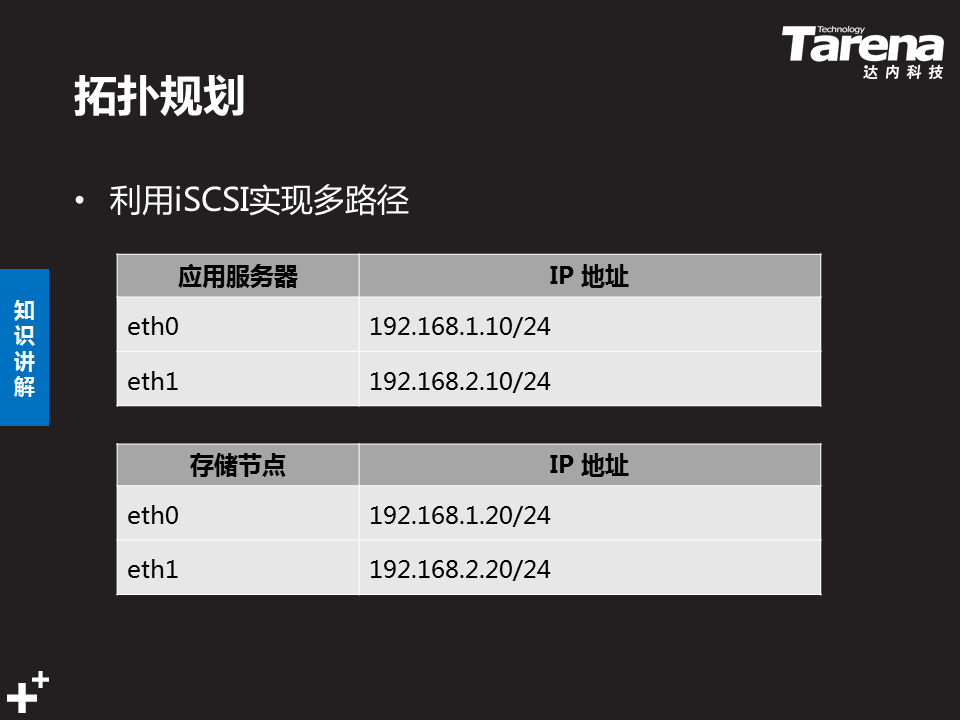 Technology
Tarena
达内科技
拓扑规划
• 利用iSCSI实现多路径
知识讲解
应用服务器 IP 地址
eth0 192.168.1.10/24
eth1 192.168.2.10/24
存储节点 IP 地址
eth0 192.168.1.20/24
eth1 192.168.2.20/24